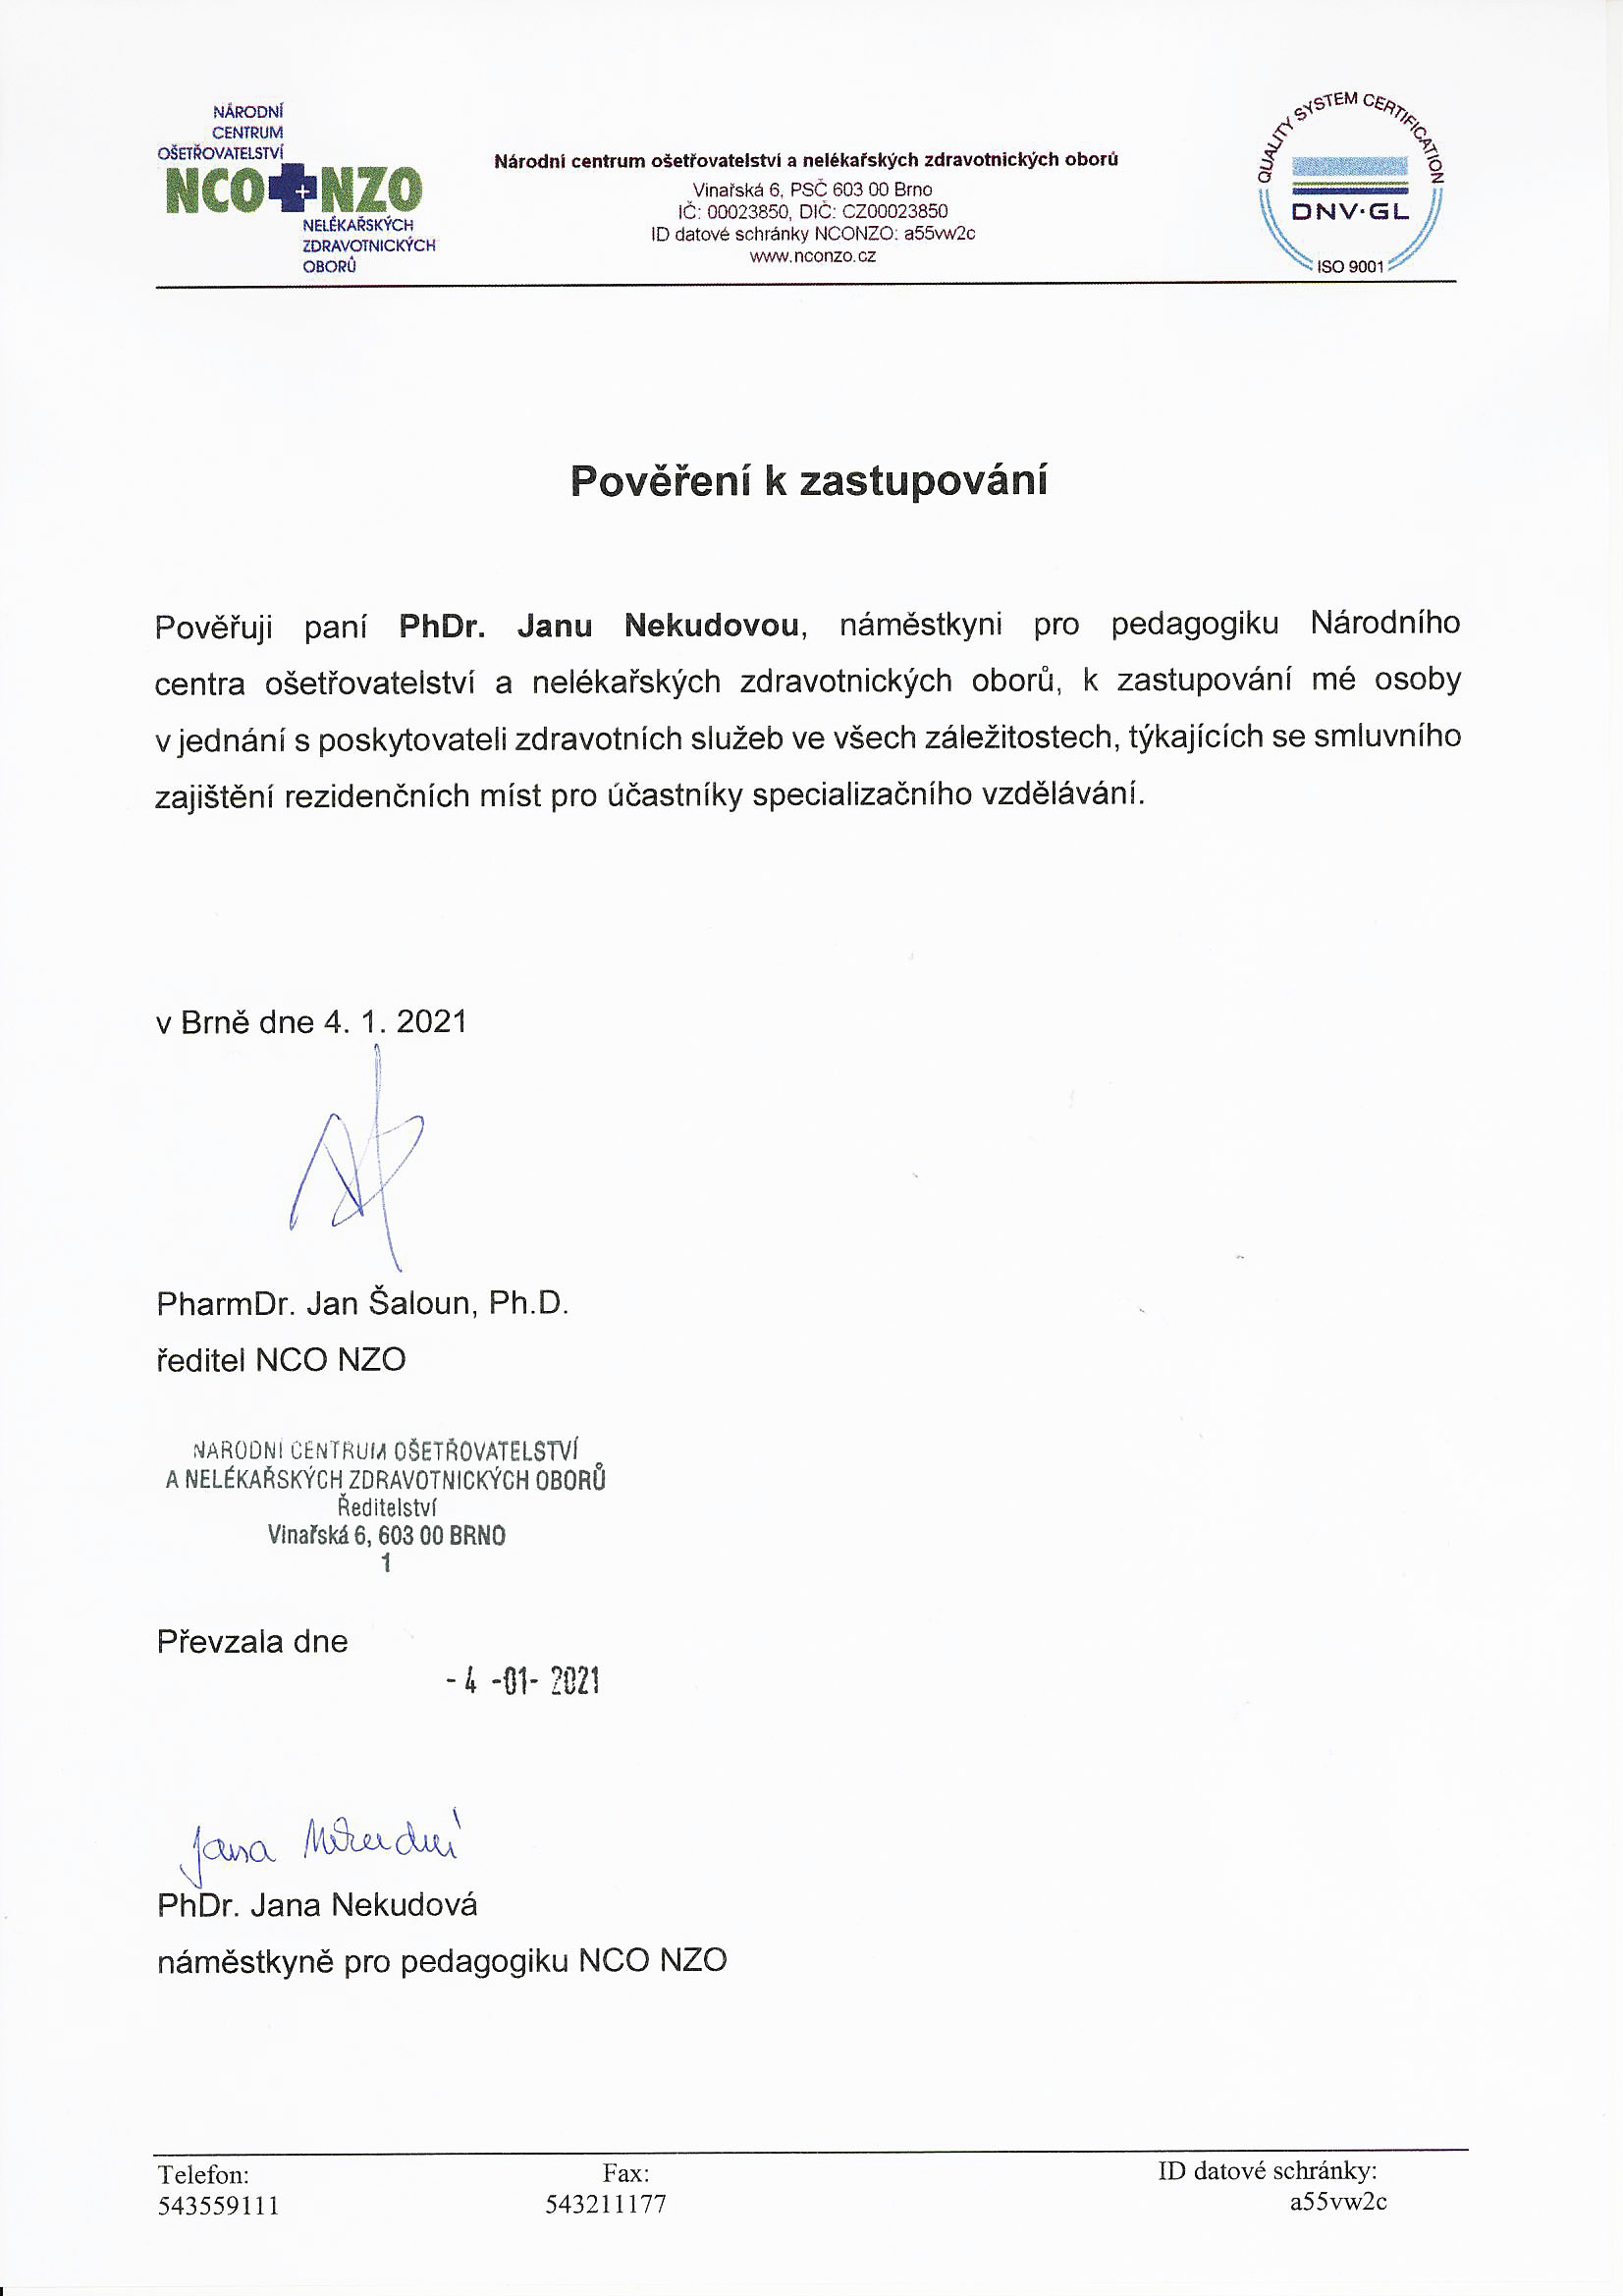 NÁRODNÍ
CENTRUM
OŠETŘOVATELSTVÍ
NCO+NZO
NELÉKAŘSKÝCH
ZDRAVOTNICKÝCH
OBORŮ
Národní centrum ošetřovatelství a nelékařských zdravotnických oborů
Vinařská 6, PSČ 603 00 Brno
IČ: 00023850, DIČ: CZ00023850
ID datové schránky NCONZO: a55vw2c
www.nconzo.cz
QUALITY SYSTEM CERTIFICATION
DNV·GL
ISO 9001
Pověření k zastupování
Pověřuji paní PhDr. Janu Nekudovou, náměstkyni pro pedagogiku Národního
centra ošetřovatelství a nelékařských zdravotnických oborů, k zastupování mé osoby
v jednání s poskytovateli zdravotních služeb ve všech záležitostech, týkajících se smluvního
zajištění rezidenčních míst pro účastníky specializačního vzdělávání.
v Brně dne 4. 1. 2021
PharmDr. Jan Šaloun, Ph.D.
ředitel NCO NZO
NÁRODNÍ CENTRUM OŠETŘOVATELSTVÍ
A NELÉKAŘSKÝCH ZDRAVOTNICKÝCH OBORŮ
Ředitelství
Vinařská 6, 603 00 BRNO
1
Převzala dne
- 4 -01- 2021
Jana
PhDr. Jana Nekudová
náměstkyně pro pedagogiku NCO NZO
Telefon: Fax: ID datové schránky:
543559111 543211177 a55vw2c